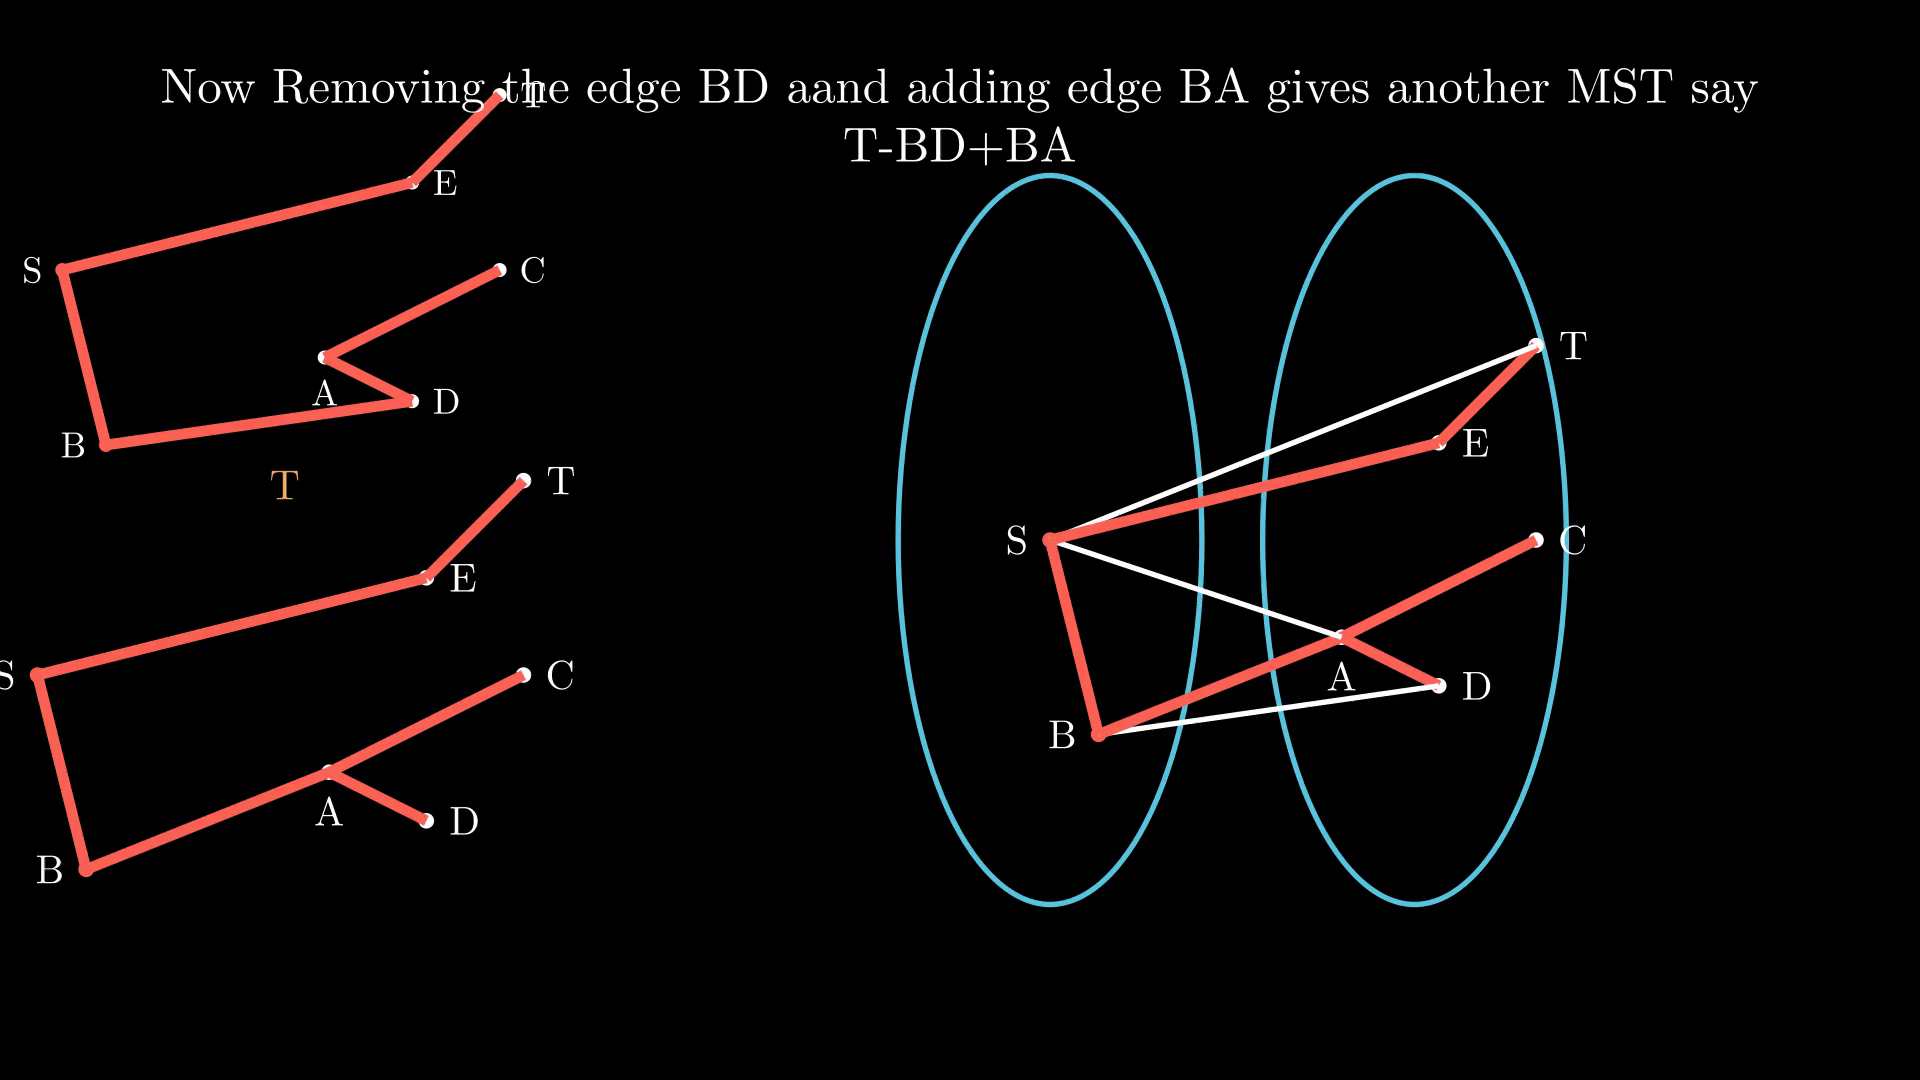 Now Removing the edge BD aand adding edge BA gives another MST say
T-BD+BA
T
E
S
C
A
D
B
T
T
E
S
C
A
D
B
T
E
S
C
A
D
B